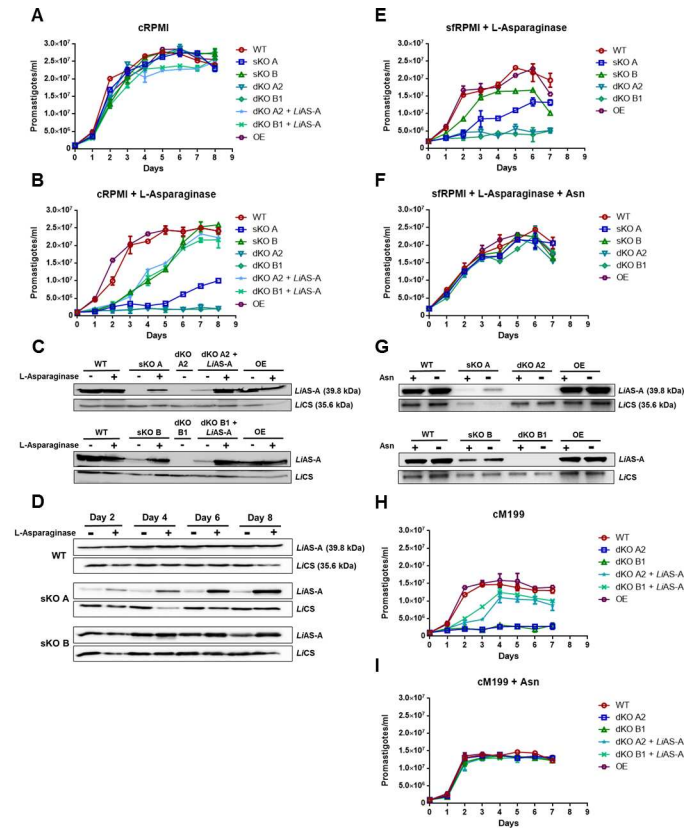 A
cRPMI
Promastigotes/ml
3.0×10⁷
2.5×10⁷
2.0×10⁷
1.5×10⁷
1.0×10⁷
5.0×10⁶
0
0 1 2 3 4 5 6 7 8 9
Days
WT
sKO A
sKO B
dKO A2
dKO B1
dKO A2 + LiAS-A
dKO B1 + LiAS-A
OE
B
cRPMI + L-Asparaginase
Promastigotes/ml
3.0×10⁷
2.5×10⁷
2.0×10⁷
1.5×10⁷
1.0×10⁷
5.0×10⁶
0
0 1 2 3 4 5 6 7 8 9
Days
WT
OE
sKO A
sKO B
dKO A2
dKO B1
dKO A2 + LiAS-A
dKO B1 + LiAS-A
C
WT sKO A dKO A2 dKO A2 + LiAS-A OE
L-Asparaginase - + - + - - + - +
LiAS-A (39.8 kDa)
LiCS (35.6 kDa)
WT sKO B dKO B1 dKO B1 + LiAS-A OE
L-Asparaginase - + - + - - + - +
LiAS-A
LiCS
D
Day 2 Day 4 Day 6 Day 8
L-Asparaginase - + - + - + - +
WT
LiAS-A (39.8 kDa)
LiCS (35.6 kDa)
sKO A
LiAS-A
LiCS
sKO B
LiAS-A
LiCS
E
sfRPMI + L-Asparaginase
Promastigotes/ml
3.0×10⁷
2.5×10⁷
2.0×10⁷
1.5×10⁷
1.0×10⁷
5.0×10⁶
0
0 1 2 3 4 5 6 7 8 9
Days
WT
sKO A
sKO B
dKO A2
dKO B1
OE
F
sfRPMI + L-Asparaginase + Asn
Promastigotes/ml
3.0×10⁷
2.5×10⁷
2.0×10⁷
1.5×10⁷
1.0×10⁷
5.0×10⁶
0
0 1 2 3 4 5 6 7 8 9
Days
WT
sKO A
sKO B
dKO A2
dKO B1
OE
G
WT sKO A dKO A2 OE
Asn + - + - + - + -
LiAS-A (39.8 kDa)
LiCS (35.6 kDa)
WT sKO B dKO B1 OE
Asn + - + - + - + -
LiAS-A
LiCS
H
cM199
Promastigotes/ml
3.0×10⁷
2.5×10⁷
2.0×10⁷
1.5×10⁷
1.0×10⁷
5.0×10⁶
0
0 1 2 3 4 5 6 7 8 9
Days
WT
dKO A2
dKO B1
dKO A2 + LiAS-A
dKO B1 + LiAS-A
OE
I
cM199 + Asn
Promastigotes/ml
3.0×10⁷
2.5×10⁷
2.0×10⁷
1.5×10⁷
1.0×10⁷
5.0×10⁶
0
0 1 2 3 4 5 6 7 8 9
Days
WT
dKO A2
dKO B1
dKO A2 + LiAS-A
dKO B1 + LiAS-A
OE